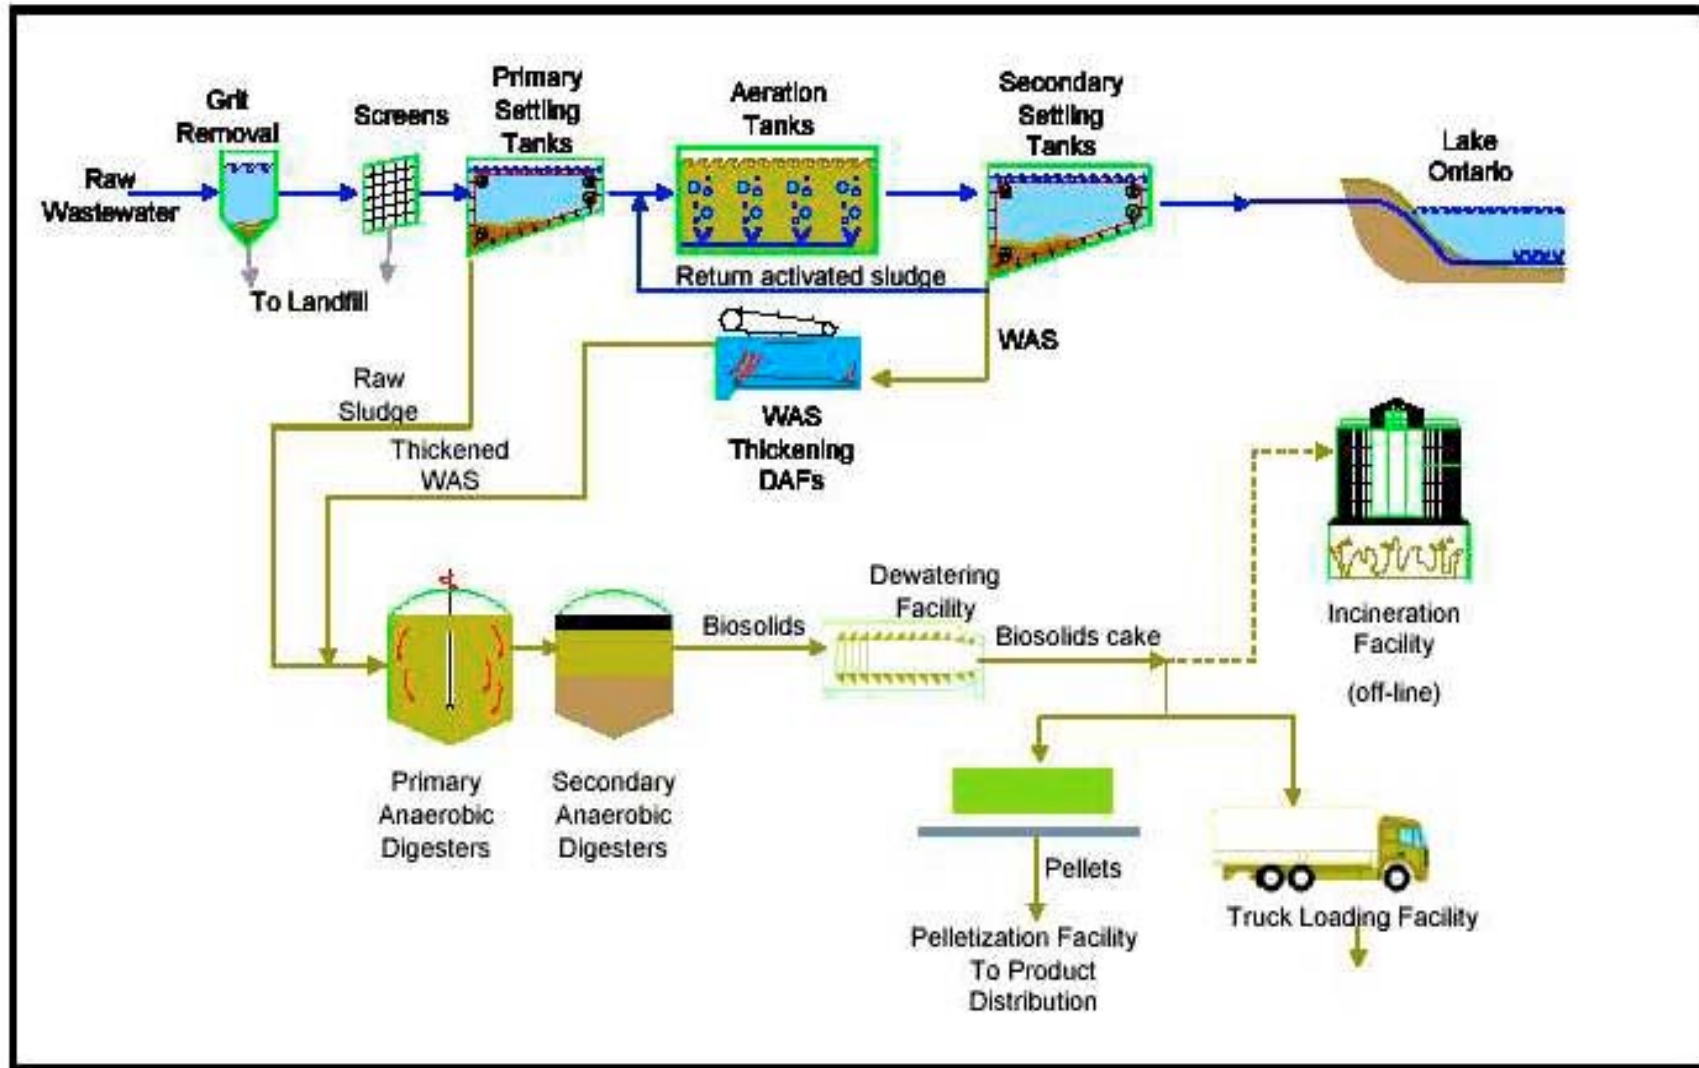 Grit
Removal
Screens
Primary
Settling
Tanks
Aeration
Tanks
Secondary
Settling
Tanks
Lake
Ontario
Raw
Wastewater
To Landfill
Return activated sludge
WAS
Raw
Sludge
Thickened
WAS
WAS
Thickening
DAFs
Dewatering
Facility
Biosolids
Biosolids cake
Incineration
Facility
(off-line)
Primary
Anaerobic
Digesters
Secondary
Anaerobic
Digesters
Pellets
Pelletization Facility
To Product
Distribution
Truck Loading Facility